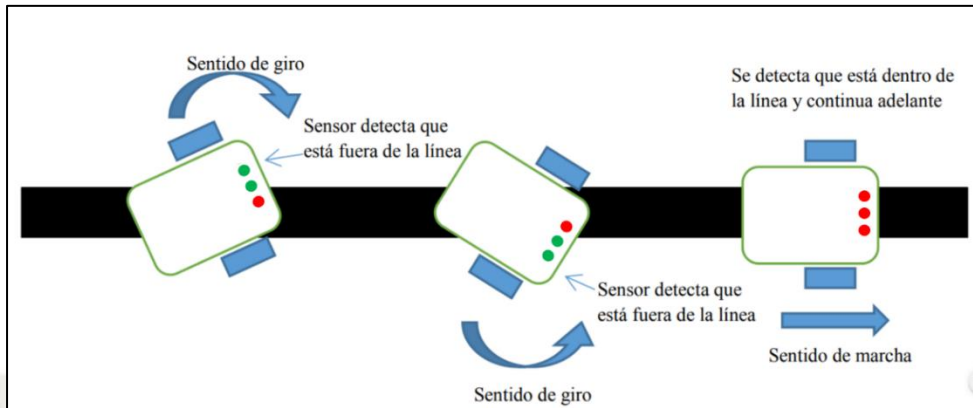 Sentido de giro
Sensor detecta que
está fuera de la línea
Sensor detecta que
está fuera de la línea
Sentido de giro
Se detecta que está dentro de
la línea y continua adelante
Sentido de marcha